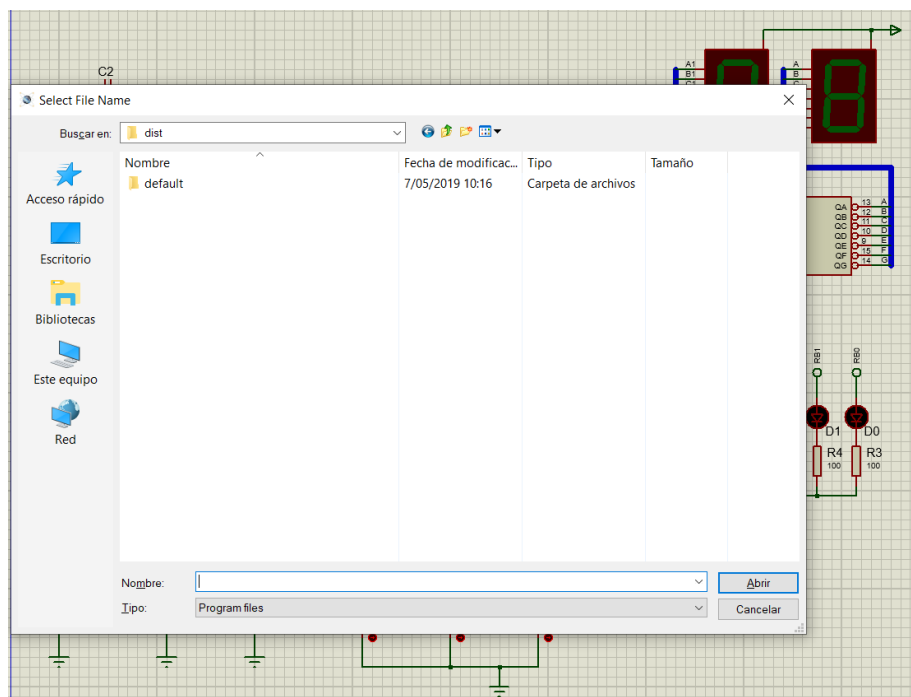 C2
A1
B1
A
B
Select File Name
Buscar en:
dist
Nombre
Fecha de modificac...
Tipo
Tamaño
default
7/05/2019 10:16
Carpeta de archivos
Acceso rápido
Escritorio
Bibliotecas
Este equipo
Red
QA 13 A
QB 12 B
QC 11 C
QD 10 D
QE 9 E
QF 15 F
QG 14 G
RB1
RB0
D1
D0
R4
R3
100
100
Nombre:
Abrir
Tipo:
Program files
Cancelar